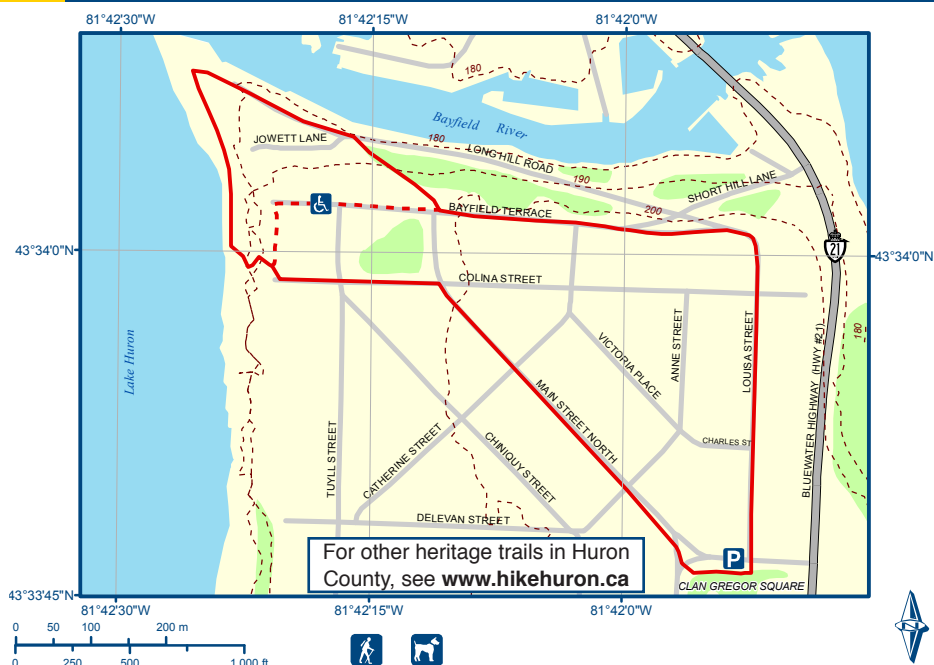 81°42'30"W 81°42'15"W 81°42'0"W
180
Bayfield River
JOWETT LANE
180
LONG HILL ROAD
190
SHORT HILL LANE
200
BAYFIELD TERRACE
21
43°34'0"N
43°34'0"N
COLINA STREET
Lake Huron
VICTORIA PLACE
ANNE STREET
LOUISA STREET
BLUEWATER HIGHWAY (HWY #21)
180
MAIN STREET NORTH
TUYLL STREET
CATHERINE STREET
CHINIQUY STREET
CHARLES ST
DELEVAN STREET
For other heritage trails in Huron
County, see www.hikehuron.ca
P
CLAN GREGOR SQUARE
43°33'45"N
81°42'30"W 81°42'15"W 81°42'0"W
0 50 100 200 m
0 250 500 1,000 ft